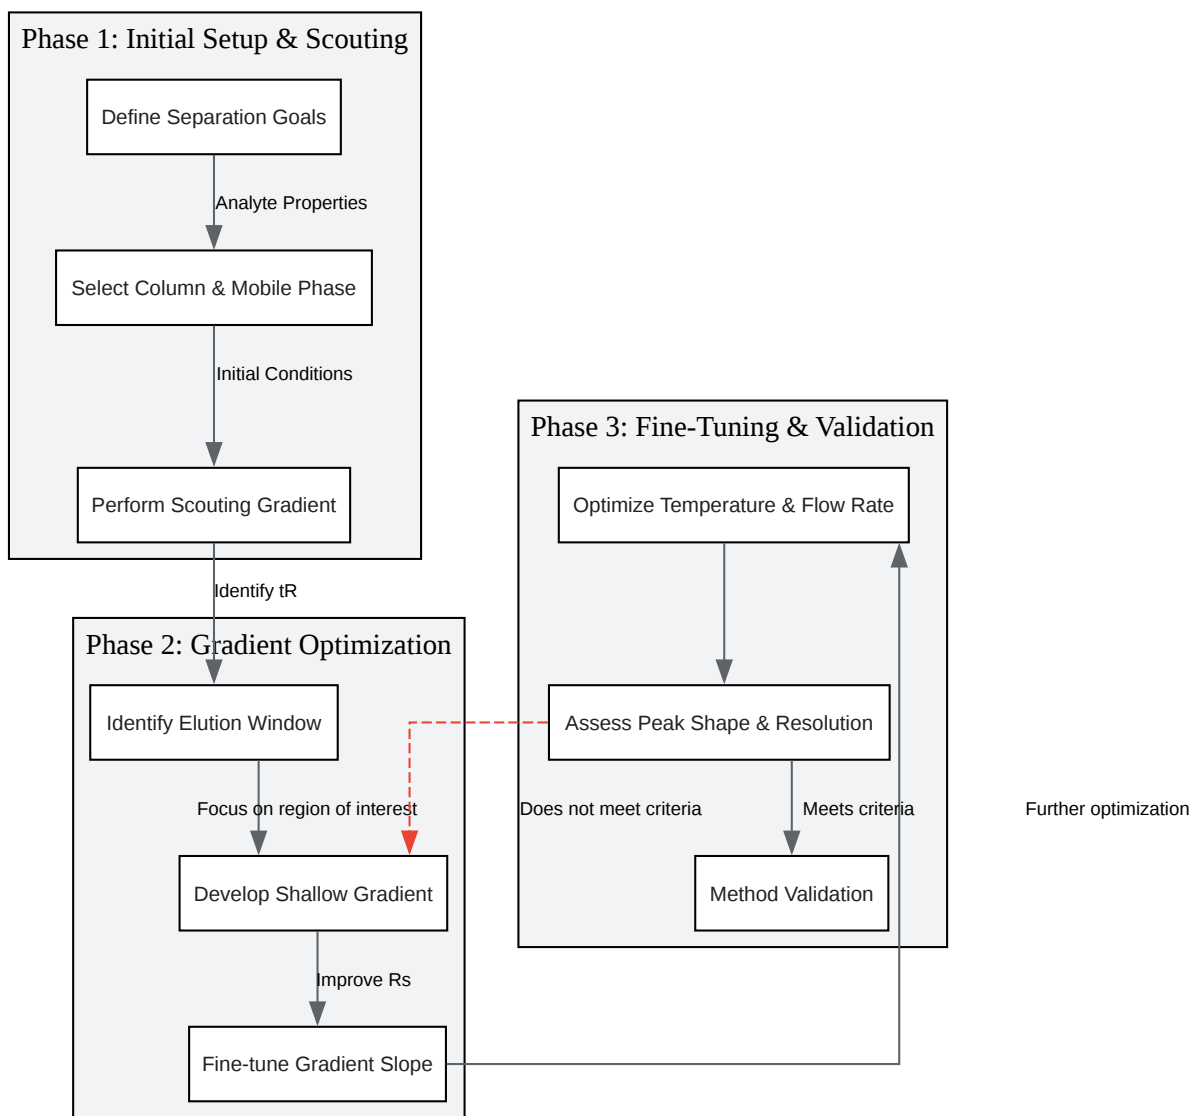 Phase 1: Initial Setup & Scouting
Define Separation Goals
Analyte Properties
Select Column & Mobile Phase
Initial Conditions
Perform Scouting Gradient
Identify tR
Phase 2: Gradient Optimization
Identify Elution Window
Focus on region of interest
Develop Shallow Gradient
Improve Rs
Fine-tune Gradient Slope
Phase 3: Fine-Tuning & Validation
Optimize Temperature & Flow Rate
Assess Peak Shape & Resolution
Does not meet criteria
Meets criteria
Further optimization
Method Validation